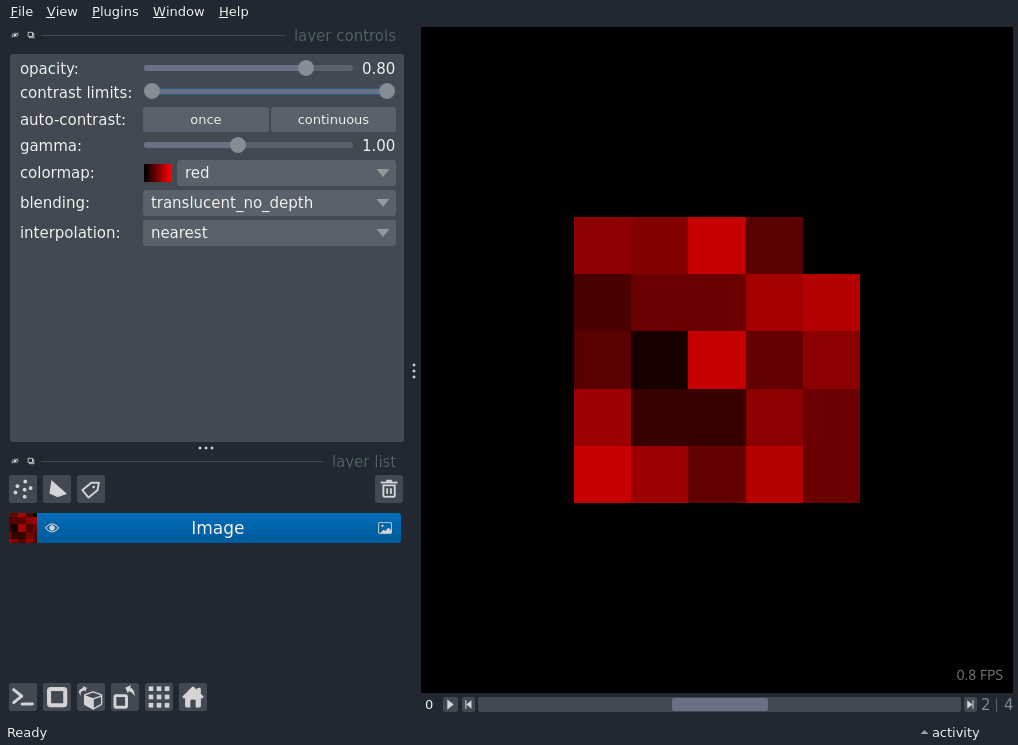 File View Plugins Window Help
layer controls
opacity: 0.80
contrast limits:
auto-contrast: once continuous
gamma: 1.00
colormap: red
blending: translucent_no_depth
interpolation: nearest
layer list
Image
0.8 FPS
0 2 | 4
Ready activity